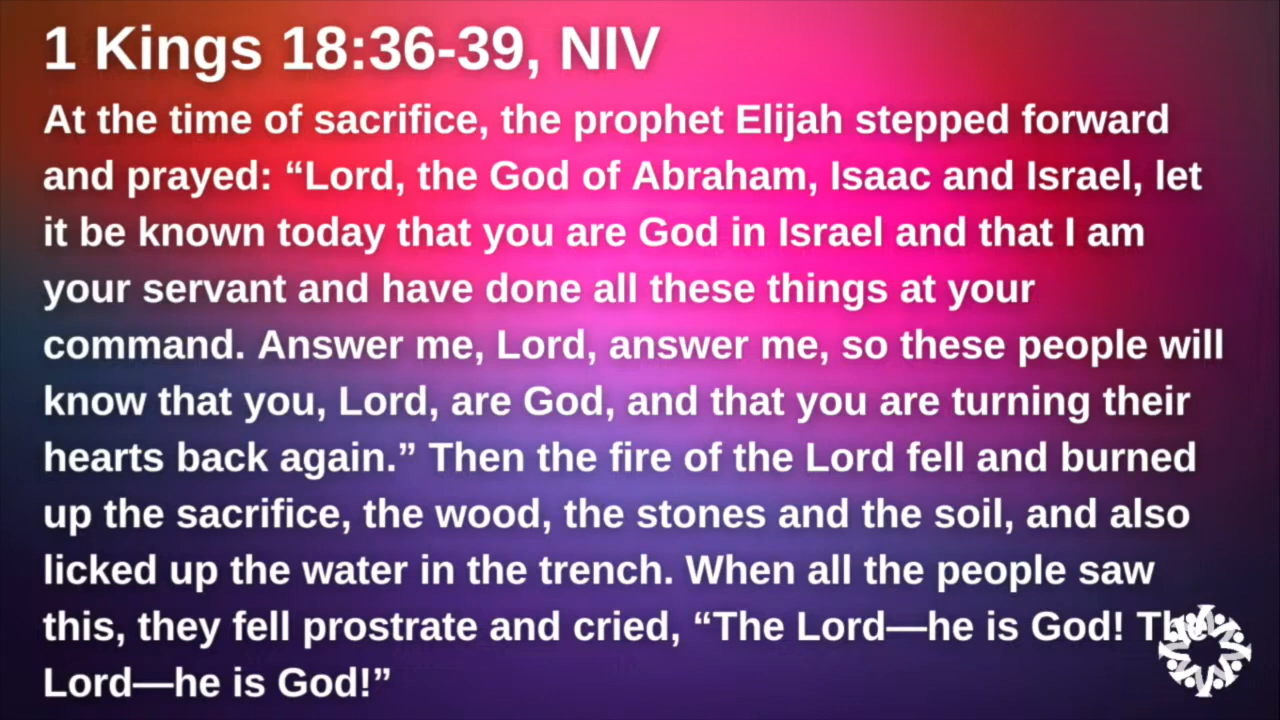 1 Kings 18:36-39, NIV
At the time of sacrifice, the prophet Elijah stepped forward
and prayed: “Lord, the God of Abraham, Isaac and Israel, let
it be known today that you are God in Israel and that I am
your servant and have done all these things at your
command. Answer me, Lord, answer me, so these people will
know that you, Lord, are God, and that you are turning their
hearts back again.” Then the fire of the Lord fell and burned
up the sacrifice, the wood, the stones and the soil, and also
licked up the water in the trench. When all the people saw
this, they fell prostrate and cried, “The Lord—he is God! The
Lord—he is God!”